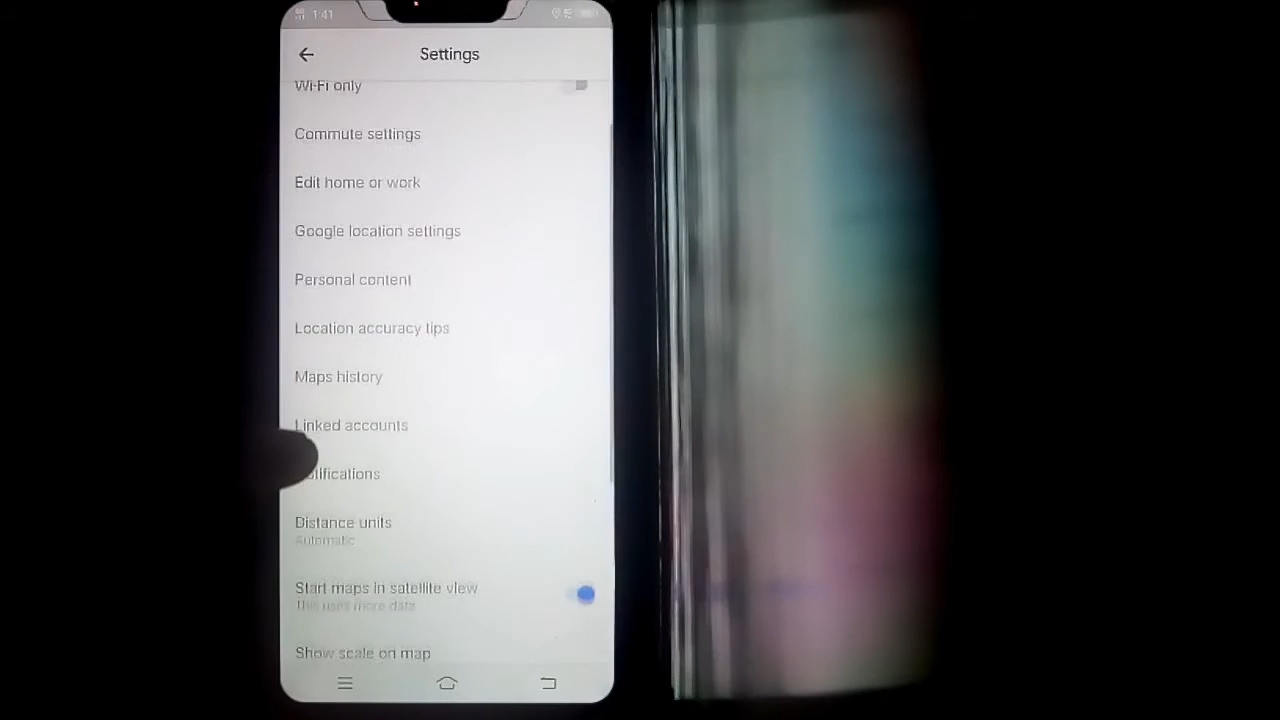 1:41
Settings
Wi-Fi only
Commute settings
Edit home or work
Google location settings
Personal content
Location accuracy tips
Maps history
Linked accounts
otifications
Distance units
Automatic
Start maps in satellite view
This uses more data
Show scale on map